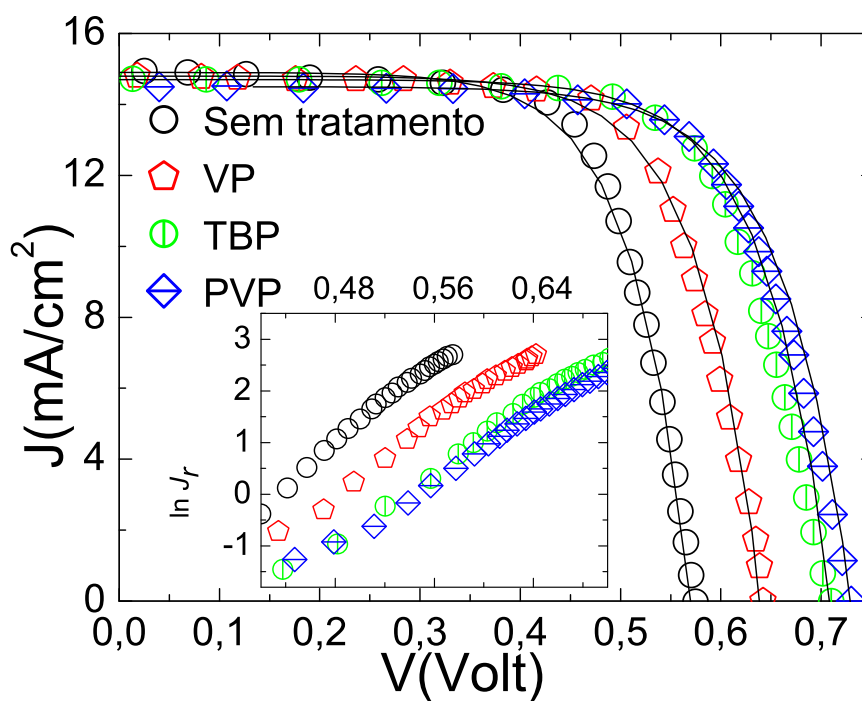 16
12
8
4
0
J(mA/cm²)
Sem tratamento
VP
TBP
PVP
0,48 0,56 0,64
3
2
1
0
-1
ln Jᵣ
0,0 0,1 0,2 0,3 0,4 0,5 0,6 0,7
V(Volt)